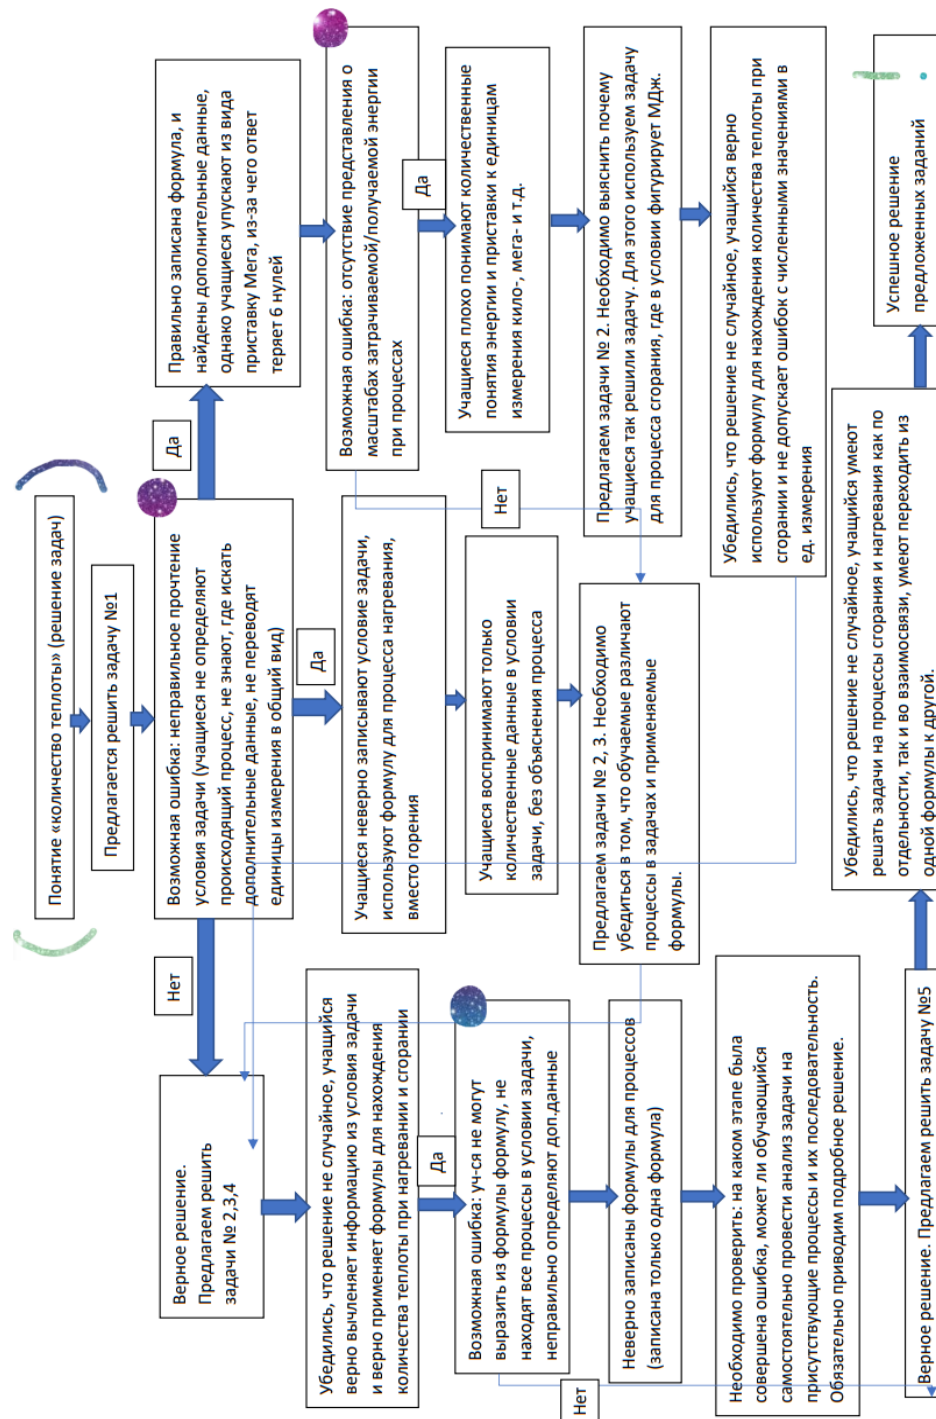 Понятие «количество теплоты» (решение задач)
Предлагается решить задачу №1
Возможная ошибка: неправильное прочтение
условия задачи (учащиеся не определяют
происходящий процесс, не знают, где искать
дополнительные данные, не переводят
единицы измерения в общий вид)
Нет
Да
Да
Верное решение.
Предлагаем решить
задачи № 2,3,4
Правильно записана формула, и
найдены дополнительные данные,
однако учащиеся упускают из вида
приставку Мега, из-за чего ответ
теряет 6 нулей
Убедились, что решение не случайное, учащийся
верно вычленяет информацию из условия задачи
и верно применяет формулы для нахождения
количества теплоты при нагревании и сгорании
Учащиеся неверно записывают условие задачи,
используют формулу для процесса нагревания,
вместо горения
Возможная ошибка: отсутствие представления о
масштабах затрачиваемой/получаемой энергии
при процессах
Да
Нет
Да
Возможная ошибка: уч-ся не могут
выразить из формулы формулу, не
находят все процессы в условии задачи,
неправильно определяют доп.данные
Учащиеся воспринимают только
количественные данные в условии
задачи, без объяснения процесса
Учащиеся плохо понимают количественные
понятия энергии и приставки к единицам
измерения кило-, мега- и т.д.
Нет
Неверно записаны формулы для процессов
(записана только одна формула)
Предлагаем задачи № 2, 3. Необходимо
убедиться в том, что обучаемые различают
процессы в задачах и применяемые
формулы.
Предлагаем задачи № 2. Необходимо выяснить почему
учащиеся так решили задачу. Для этого используем задачу
для процесса сгорания, где в условии фигурирует МДж.
Необходимо проверить: на каком этапе была
совершена ошибка, может ли обучающийся
самостоятельно провести анализ задачи на
присутствующие процессы и их последовательность.
Обязательно приводим подробное решение.
Убедились, что решение не случайное, учащийся верно
используют формулу для нахождения количества теплоты при
сгорании и не допускает ошибок с численными значениями в
ед. измерения
Верное решение. Предлагаем решить задачу №5
Убедились, что решение не случайное, учащийся умеют
решать задачи на процессы сгорания и нагревания как по
отдельности, так и во взаимосвязи, умеют переходить из
одной формулы к другой.
Успешное решение
предложенных заданий